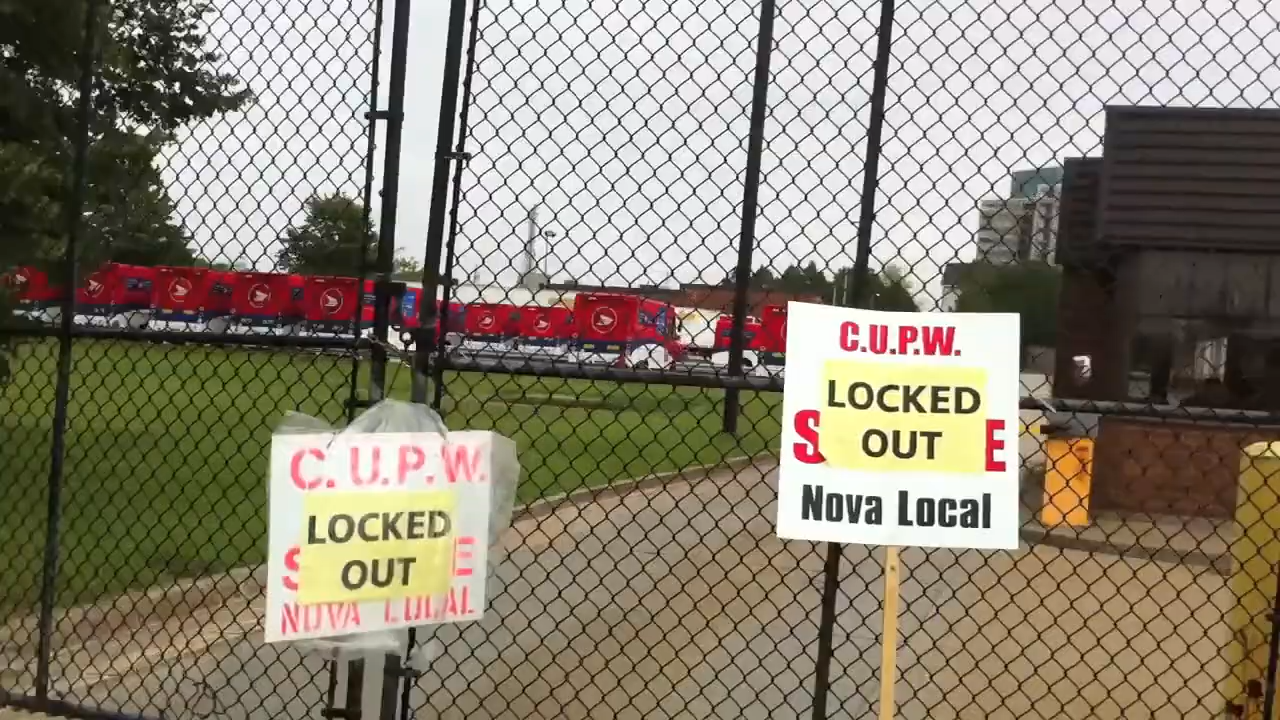 C.U.P.W.
LOCKED
OUT
S E
NOVA LOCAL
C.U.P.W.
LOCKED
OUT
S E
Nova Local